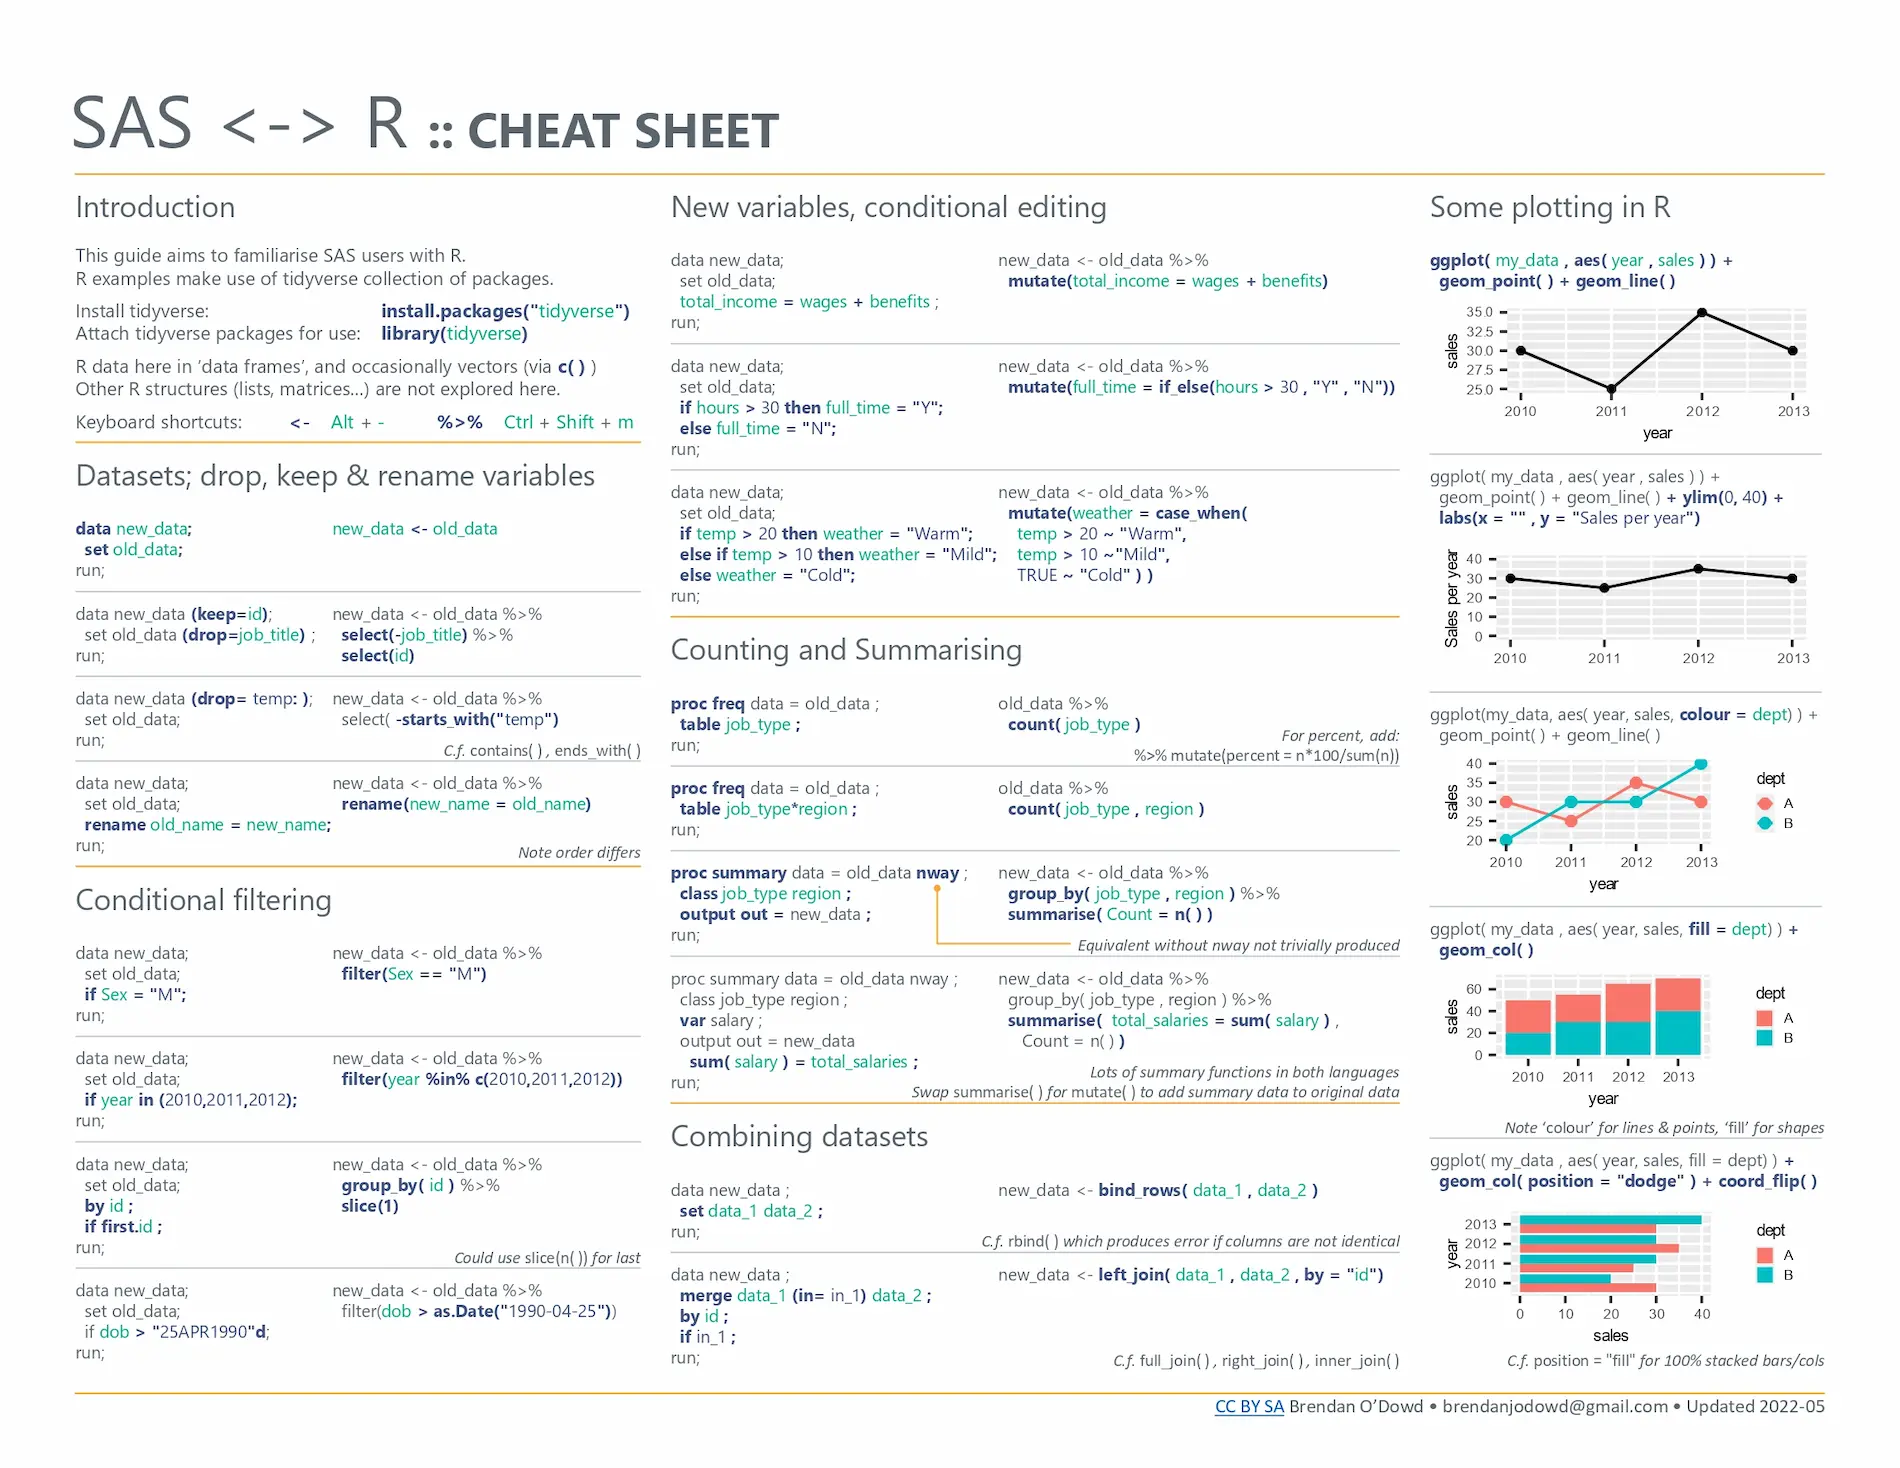 SAS <-> R :: CHEAT SHEET
Introduction
This guide aims to familiarise SAS users with R.
R examples make use of tidyverse collection of packages.
Install tidyverse: install.packages("tidyverse")
Attach tidyverse packages for use: library(tidyverse)
R data here in 'data frames', and occasionally vectors (via c( ) )
Other R structures (lists, matrices...) are not explored here.
Keyboard shortcuts: <- Alt + - %>% Ctrl + Shift + m
Datasets; drop, keep & rename variables
data new_data;
set old_data;
run;
new_data <- old_data
data new_data (keep=id);
set old_data (drop=job_title) ;
run;
new_data <- old_data %>%
select(-job_title) %>%
select(id)
data new_data (drop= temp: );
set old_data;
run;
new_data <- old_data %>%
select( -starts_with("temp")
C.f. contains( ) , ends_with( )
data new_data;
set old_data;
rename old_name = new_name;
run;
new_data <- old_data %>%
rename(new_name = old_name)
Note order differs
Conditional filtering
data new_data;
set old_data;
if Sex = "M";
run;
new_data <- old_data %>%
filter(Sex == "M")
data new_data;
set old_data;
if year in (2010,2011,2012);
run;
new_data <- old_data %>%
filter(year %in% c(2010,2011,2012))
data new_data;
set old_data;
by id ;
if first.id ;
run;
new_data <- old_data %>%
group_by( id ) %>%
slice(1)
Could use slice(n( )) for last
data new_data;
set old_data;
if dob > "25APR1990"d;
run;
new_data <- old_data %>%
filter(dob > as.Date("1990-04-25"))
New variables, conditional editing
data new_data;
set old_data;
total_income = wages + benefits ;
run;
new_data <- old_data %>%
mutate(total_income = wages + benefits)
data new_data;
set old_data;
if hours > 30 then full_time = "Y";
else full_time = "N";
run;
new_data <- old_data %>%
mutate(full_time = if_else(hours > 30 , "Y" , "N"))
data new_data;
set old_data;
if temp > 20 then weather = "Warm";
else if temp > 10 then weather = "Mild";
else weather = "Cold";
run;
new_data <- old_data %>%
mutate(weather = case_when(
temp > 20 ~ "Warm",
temp > 10 ~"Mild",
TRUE ~ "Cold" ) )
Counting and Summarising
proc freq data = old_data ;
table job_type ;
run;
old_data %>%
count( job_type )
For percent, add:
%>% mutate(percent = n*100/sum(n))
proc freq data = old_data ;
table job_type*region ;
run;
old_data %>%
count( job_type , region )
proc summary data = old_data nway ;
class job_type region ;
output out = new_data ;
run;
new_data <- old_data %>%
group_by( job_type , region ) %>%
summarise( Count = n( ) )
Equivalent without nway not trivially produced
proc summary data = old_data nway ;
class job_type region ;
var salary ;
output out = new_data
sum( salary ) = total_salaries ;
run;
new_data <- old_data %>%
group_by( job_type , region ) %>%
summarise( total_salaries = sum( salary ) ,
Count = n( ) )
Lots of summary functions in both languages
Swap summarise( ) for mutate( ) to add summary data to original data
Combining datasets
data new_data ;
set data_1 data_2 ;
run;
new_data <- bind_rows( data_1 , data_2 )
C.f. rbind( ) which produces error if columns are not identical
data new_data ;
merge data_1 (in= in_1) data_2 ;
by id ;
if in_1 ;
run;
new_data <- left_join( data_1 , data_2 , by = "id")
C.f. full_join( ) , right_join( ) , inner_join( )
Some plotting in R
ggplot( my_data , aes( year , sales ) ) +
geom_point( ) + geom_line( )
sales
35.0
32.5
30.0
27.5
25.0
2010 2011 2012 2013
year
ggplot( my_data , aes( year , sales ) ) +
geom_point( ) + geom_line( ) + ylim(0, 40) +
labs(x = "" , y = "Sales per year")
Sales per year
40
30
20
10
0
2010 2011 2012 2013
ggplot(my_data, aes( year, sales, colour = dept) ) +
geom_point( ) + geom_line( )
sales
40
35
30
25
20
2010 2011 2012 2013
year
dept
A
B
ggplot( my_data , aes( year, sales, fill = dept) ) +
geom_col( )
sales
60
40
20
0
2010 2011 2012 2013
year
dept
A
B
Note 'colour' for lines & points, 'fill' for shapes
ggplot( my_data , aes( year, sales, fill = dept) ) +
geom_col( position = "dodge" ) + coord_flip( )
year
2013
2012
2011
2010
0 10 20 30 40
sales
dept
A
B
C.f. position = "fill" for 100% stacked bars/cols
CC BY SA Brendan O'Dowd • brendanjodowd@gmail.com • Updated 2022-05